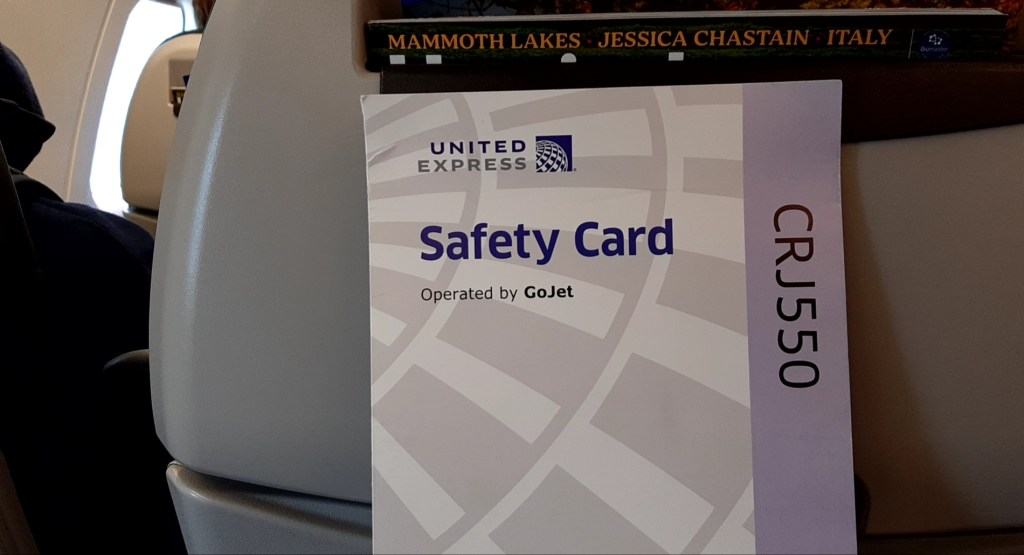 MAMMOTH LAKES · JESSICA CHASTAIN · ITALY
UNITED
EXPRESS
Safety Card
Operated by GoJet
CRJ550